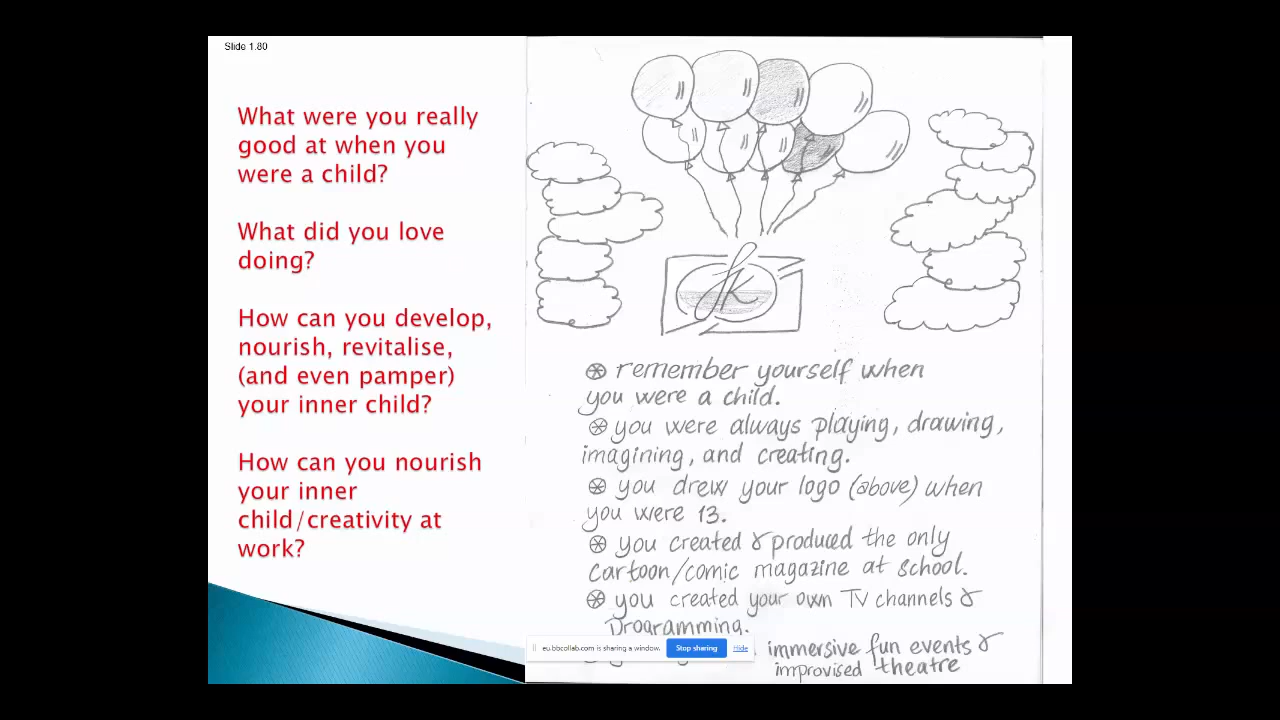 Slide 1.80
What were you really
good at when you
were a child?
What did you love
doing?
How can you develop,
nourish, revitalise,
(and even pamper)
your inner child?
How can you nourish
your inner
child/creativity at
work?
remember yourself when
you were a child.
you were always playing, drawing,
imagining, and creating.
you drew your logo (above) when
you were 13.
you created & produced the only
cartoon/comic magazine at school.
you created your own TV channels &
programming.
immersive fun events &
improvised theatre
eu.bbcollab.com is sharing a window.
Stop sharing
Hide